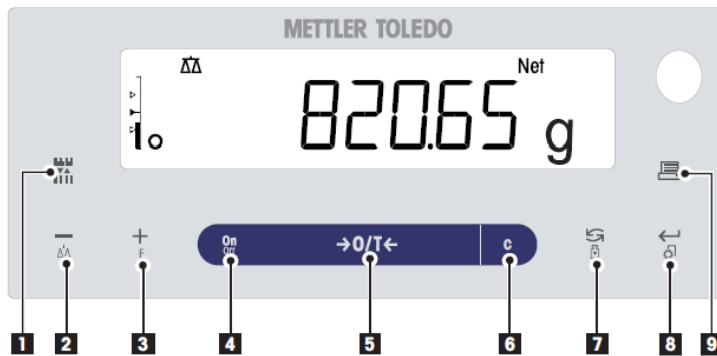 METTLER TOLEDO
Net
820.65 g
1
9
F
On
Off
→0/T←
C
2
3
4
5
6
7
8